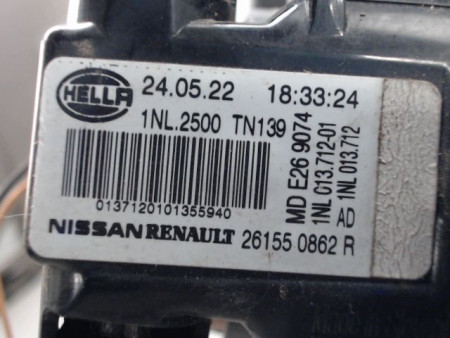 HELLA
24.05.22 18:33:24
1NL.2500 TN139
0137120101355940
NISSAN RENAULT 26155 0862 R
MD E26 9074
1NL 013.712-01
1NL 013.712
AD